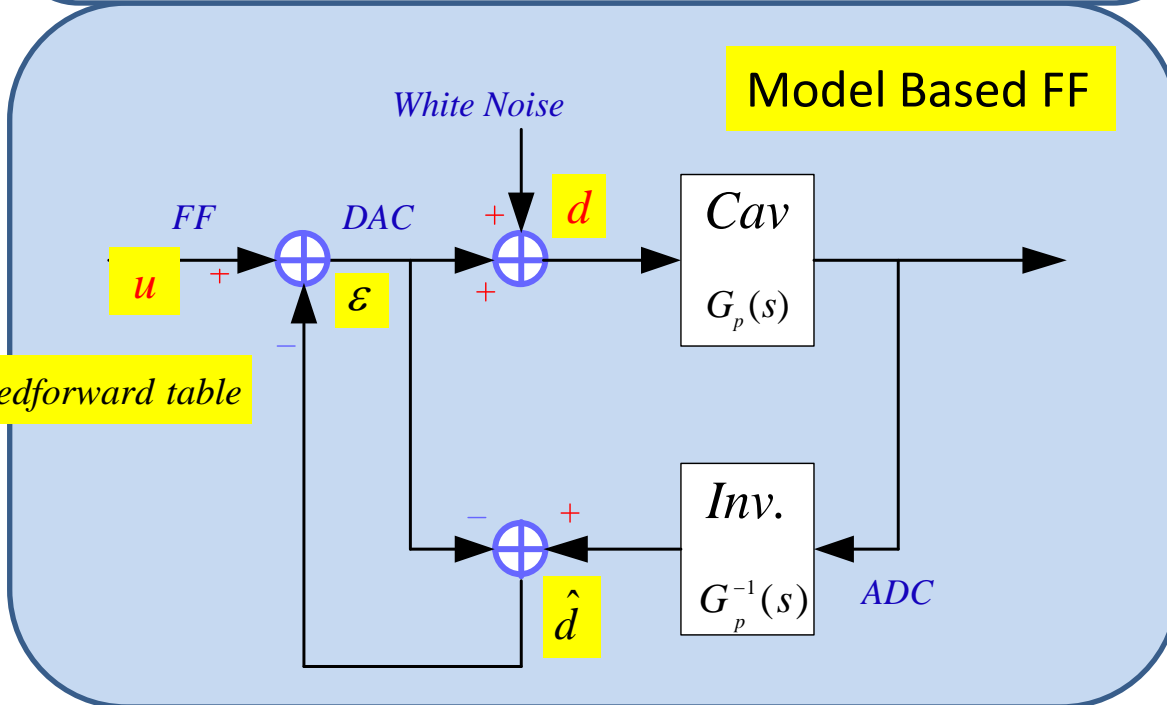 Model Based FF
White Noise
FF
DAC
+
d
Cav
u
+
+
ε
G_p(s)
−
edforward table
Inv.
−
+
G_p^{-1}(s)
ADC
d̂